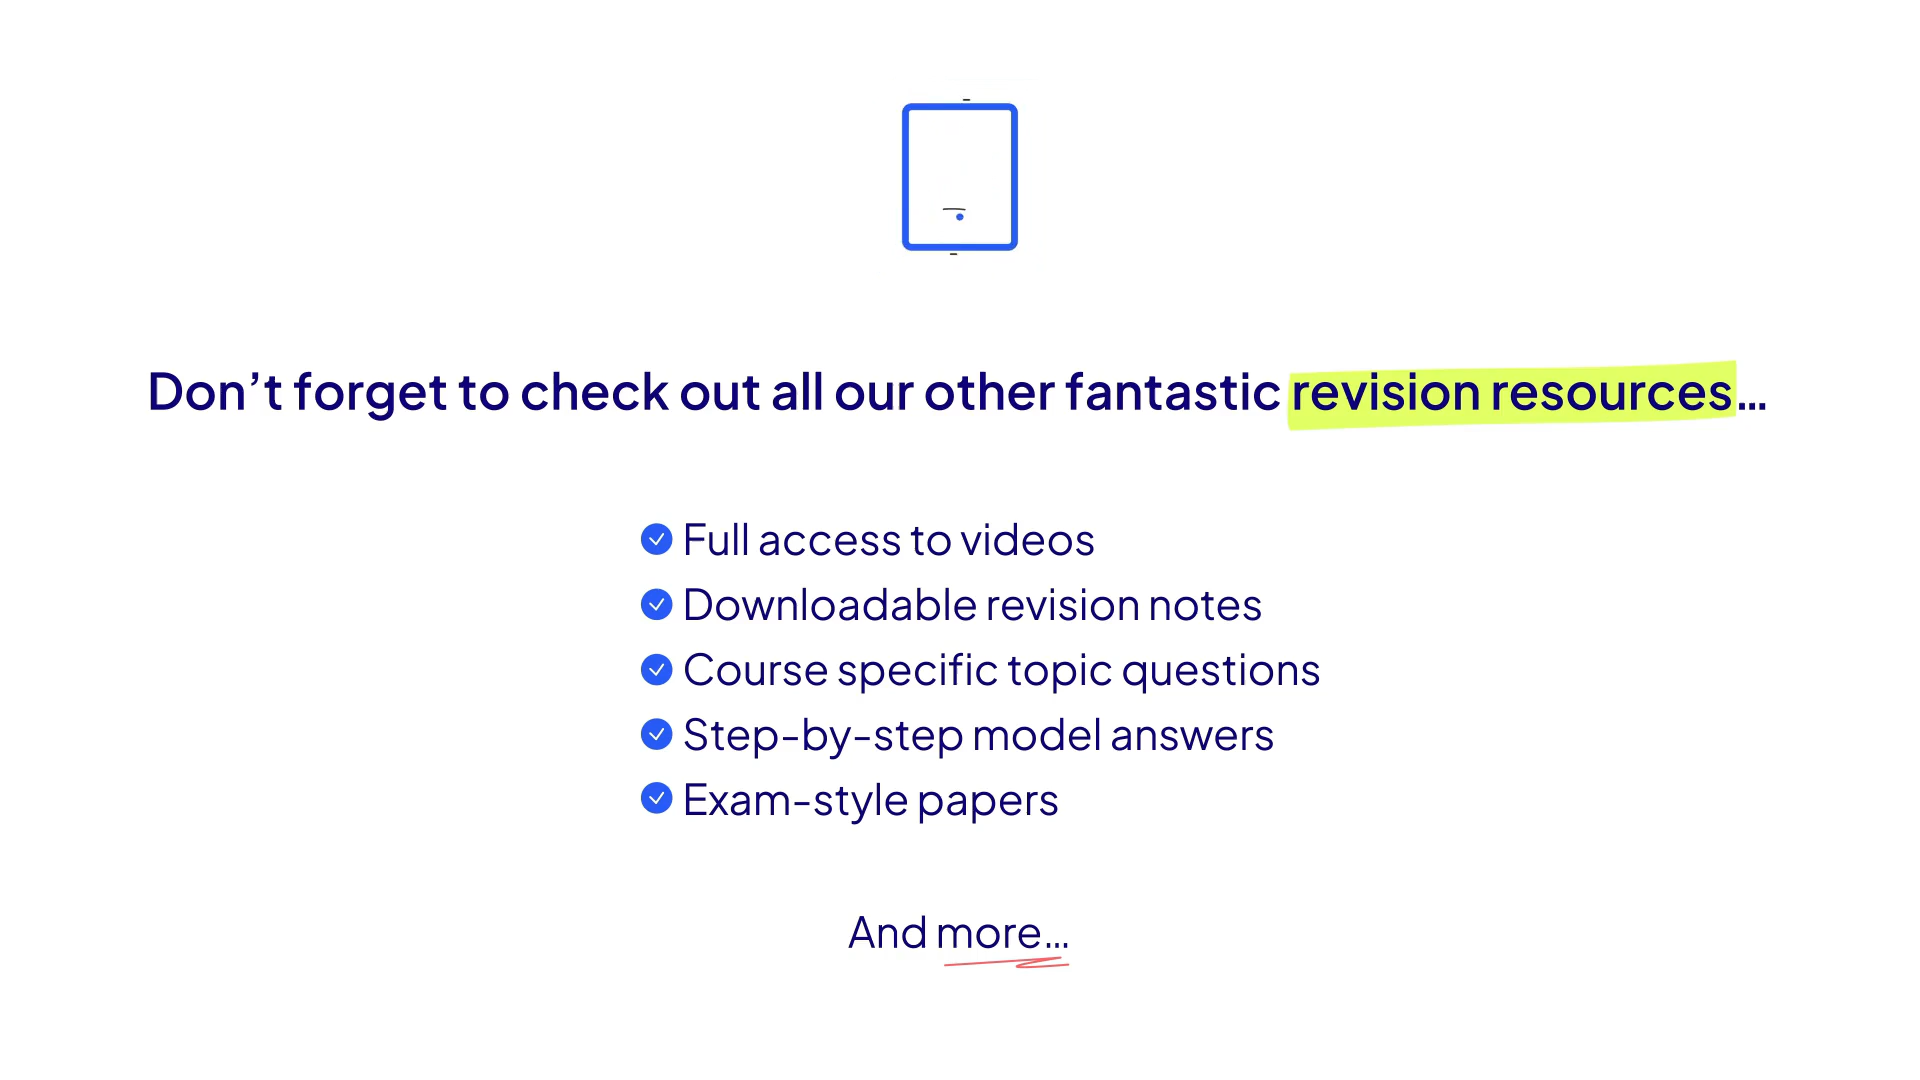 Don’t forget to check out all our other fantastic revision resources...
Full access to videos
Downloadable revision notes
Course specific topic questions
Step-by-step model answers
Exam-style papers
And more...